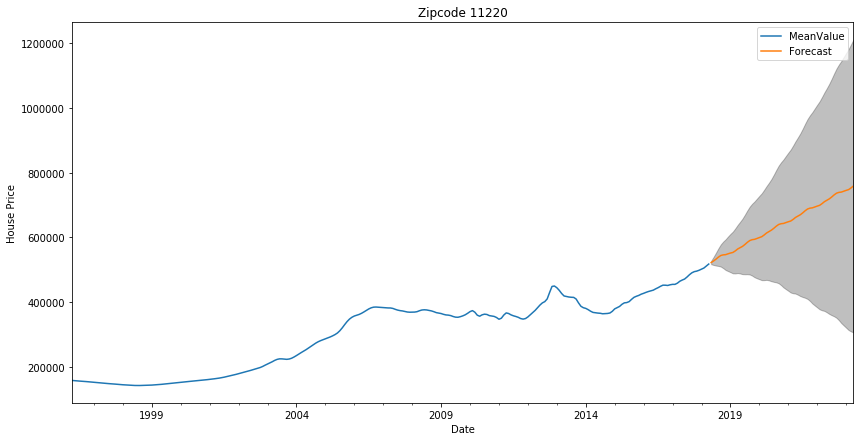 Zipcode 11220
MeanValue
Forecast
1200000
1000000
800000
600000
400000
200000
House Price
1999
2004
2009
2014
2019
Date